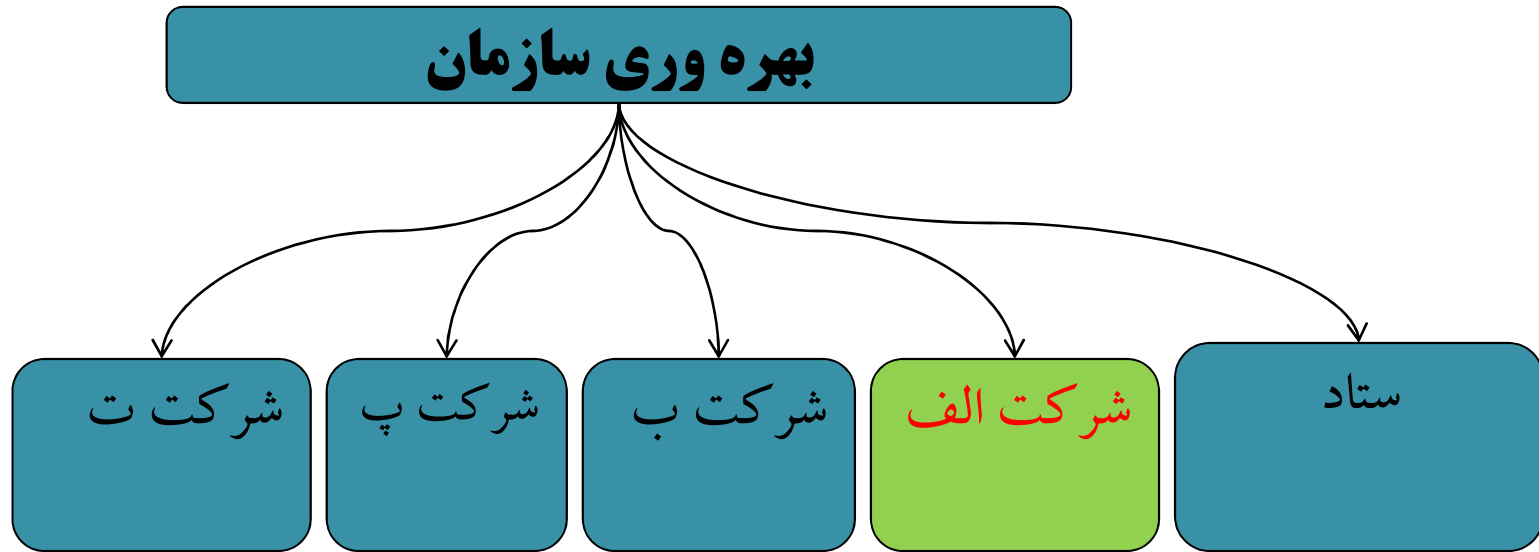 بهره وری سازمان
ستاد
شرکت الف
شرکت ب
شرکت پ
شرکت ت